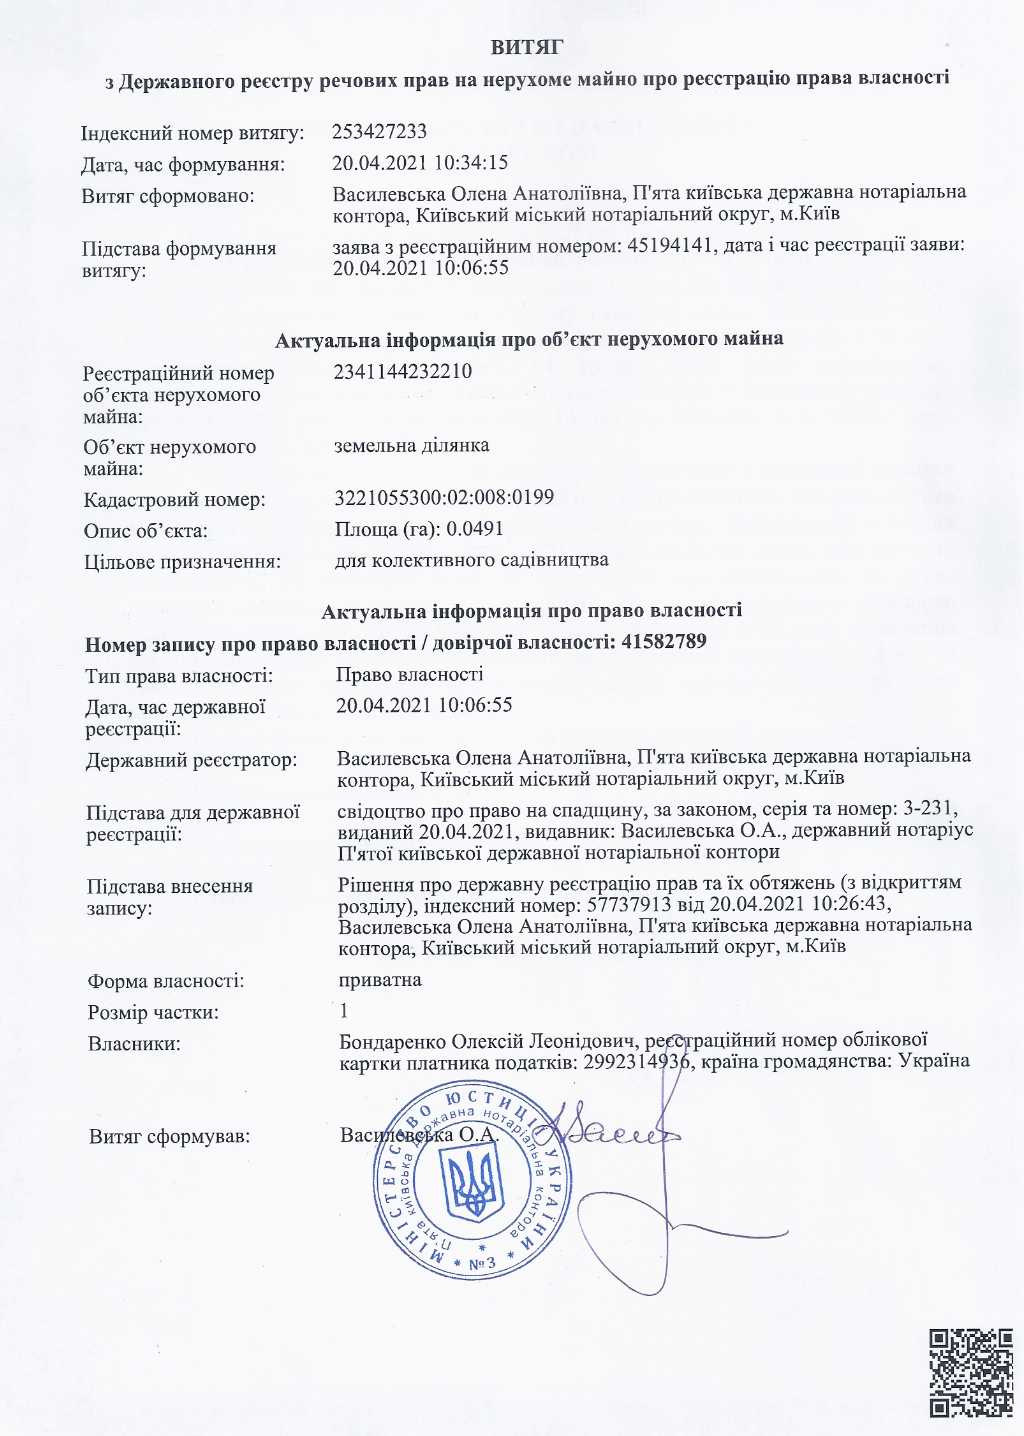 ВИТЯГ
з Державного реєстру речових прав на нерухоме майно про реєстрацію права власності
Індексний номер витягу: 253427233
Дата, час формування: 20.04.2021 10:34:15
Витяг сформовано: Василевська Олена Анатоліївна, П'ята київська державна нотаріальна
контора, Київський міський нотаріальний округ, м.Київ
Підстава формування заява з реєстраційним номером: 45194141, дата і час реєстрації заяви:
витягу: 20.04.2021 10:06:55
Актуальна інформація про об’єкт нерухомого майна
Реєстраційний номер 2341144232210
об’єкта нерухомого
майна:
Об’єкт нерухомого земельна ділянка
майна:
Кадастровий номер: 3221055300:02:008:0199
Опис об’єкта: Площа (га): 0.0491
Цільове призначення: для колективного садівництва
Актуальна інформація про право власності
Номер запису про право власності / довірчої власності: 41582789
Тип права власності: Право власності
Дата, час державної 20.04.2021 10:06:55
реєстрації:
Державний реєстратор: Василевська Олена Анатоліївна, П'ята київська державна нотаріальна
контора, Київський міський нотаріальний округ, м.Київ
Підстава для державної свідоцтво про право на спадщину, за законом, серія та номер: 3-231,
реєстрації: виданий 20.04.2021, видавник: Василевська О.А., державний нотаріус
П'ятої київської державної нотаріальної контори
Підстава внесення Рішення про державну реєстрацію прав та їх обтяжень (з відкриттям
запису: розділу), індексний номер: 57737913 від 20.04.2021 10:26:43,
Василевська Олена Анатоліївна, П'ята київська державна нотаріальна
контора, Київський міський нотаріальний округ, м.Київ
Форма власності: приватна
Розмір частки: 1
Власники: Бондаренко Олексій Леонідович, реєстраційний номер облікової
картки платника податків: 2992314936, країна громадянства: Україна
Витяг сформував: Василевська О.А.
МІНІСТЕРСТВО ЮСТИЦІЇ УКРАЇНИ
П'ята київська державна нотаріальна контора
* №3 *